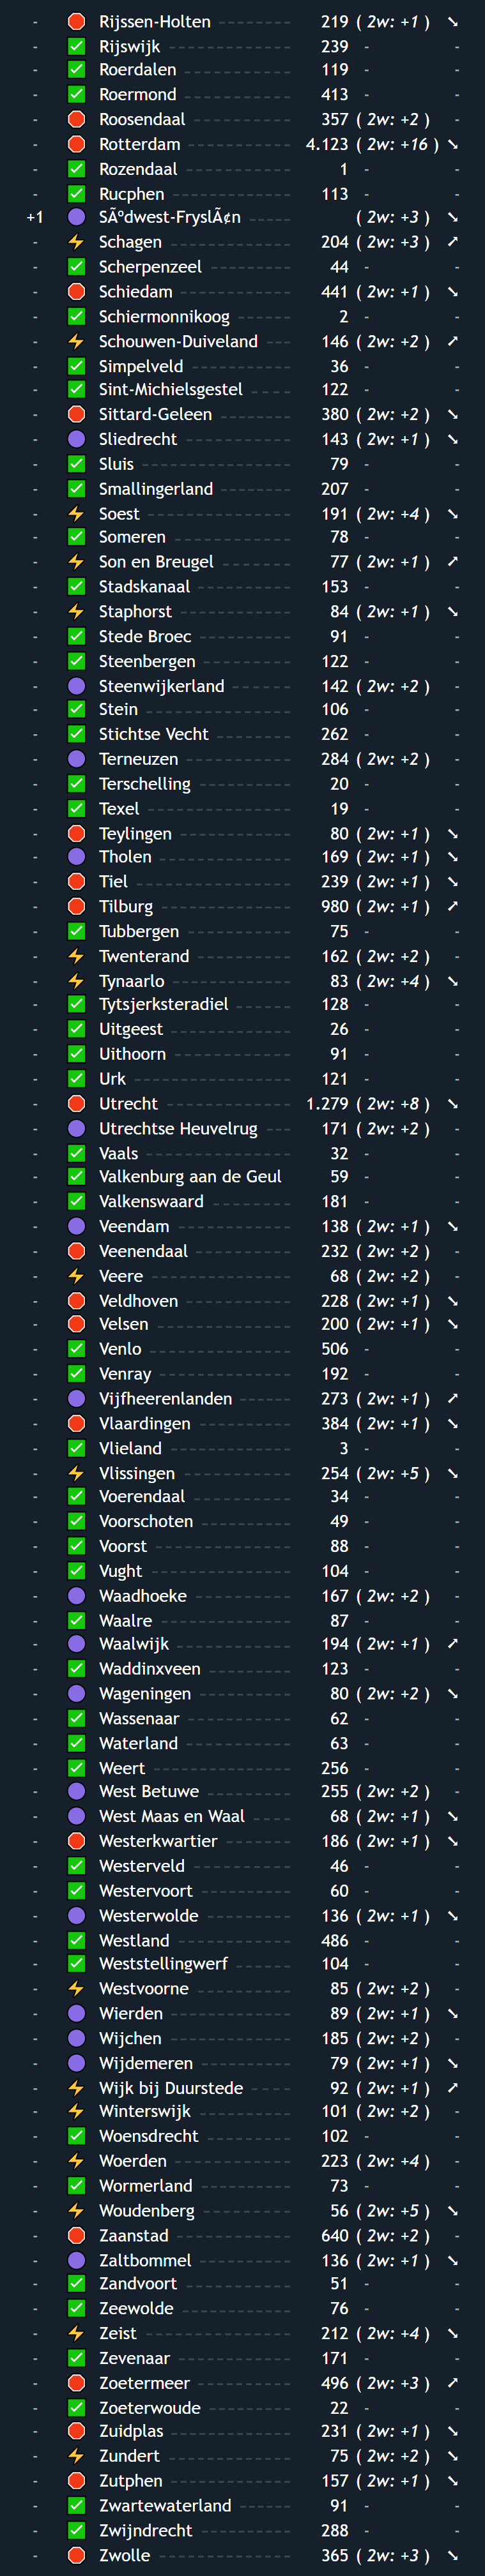 - Rijssen-Holten 219 ( 2w: +1 ) ➘
- Rijswijk 239 - -
- Roerdalen 119 - -
- Roermond 413 - -
- Roosendaal 357 ( 2w: +2 ) -
- Rotterdam 4.123 ( 2w: +16 ) ➘
- Rozendaal 1 - -
- Rucphen 113 - -
+1 SÃºdwest-FryslÃ¢n ( 2w: +3 ) ➘
- Schagen 204 ( 2w: +3 ) ➚
- Scherpenzeel 44 - -
- Schiedam 441 ( 2w: +1 ) ➘
- Schiermonnikoog 2 - -
- Schouwen-Duiveland 146 ( 2w: +2 ) ➚
- Simpelveld 36 - -
- Sint-Michielsgestel 122 - -
- Sittard-Geleen 380 ( 2w: +2 ) ➘
- Sliedrecht 143 ( 2w: +1 ) ➘
- Sluis 79 - -
- Smallingerland 207 - -
- Soest 191 ( 2w: +4 ) ➘
- Someren 78 - -
- Son en Breugel 77 ( 2w: +1 ) ➚
- Stadskanaal 153 - -
- Staphorst 84 ( 2w: +1 ) ➘
- Stede Broec 91 - -
- Steenbergen 122 - -
- Steenwijkerland 142 ( 2w: +2 ) -
- Stein 106 - -
- Stichtse Vecht 262 - -
- Terneuzen 284 ( 2w: +2 ) -
- Terschelling 20 - -
- Texel 19 - -
- Teylingen 80 ( 2w: +1 ) ➘
- Tholen 169 ( 2w: +1 ) ➘
- Tiel 239 ( 2w: +1 ) ➘
- Tilburg 980 ( 2w: +1 ) ➚
- Tubbergen 75 - -
- Twenterand 162 ( 2w: +2 ) -
- Tynaarlo 83 ( 2w: +4 ) ➘
- Tytsjerksteradiel 128 - -
- Uitgeest 26 - -
- Uithoorn 91 - -
- Urk 121 - -
- Utrecht 1.279 ( 2w: +8 ) ➘
- Utrechtse Heuvelrug 171 ( 2w: +2 ) -
- Vaals 32 - -
- Valkenburg aan de Geul 59 - -
- Valkenswaard 181 - -
- Veendam 138 ( 2w: +1 ) ➘
- Veenendaal 232 ( 2w: +2 ) -
- Veere 68 ( 2w: +2 ) -
- Veldhoven 228 ( 2w: +1 ) ➘
- Velsen 200 ( 2w: +1 ) ➘
- Venlo 506 - -
- Venray 192 - -
- Vijfheerenlanden 273 ( 2w: +1 ) ➚
- Vlaardingen 384 ( 2w: +1 ) ➘
- Vlieland 3 - -
- Vlissingen 254 ( 2w: +5 ) ➘
- Voerendaal 34 - -
- Voorschoten 49 - -
- Voorst 88 - -
- Vught 104 - -
- Waadhoeke 167 ( 2w: +2 ) -
- Waalre 87 - -
- Waalwijk 194 ( 2w: +1 ) ➚
- Waddinxveen 123 - -
- Wageningen 80 ( 2w: +2 ) ➘
- Wassenaar 62 - -
- Waterland 63 - -
- Weert 256 - -
- West Betuwe 255 ( 2w: +2 ) -
- West Maas en Waal 68 ( 2w: +1 ) ➘
- Westerkwartier 186 ( 2w: +1 ) ➘
- Westerveld 46 - -
- Westervoort 60 - -
- Westerwolde 136 ( 2w: +1 ) ➘
- Westland 486 - -
- Weststellingwerf 104 - -
- Westvoorne 85 ( 2w: +2 ) -
- Wierden 89 ( 2w: +1 ) ➘
- Wijchen 185 ( 2w: +2 ) -
- Wijdemeren 79 ( 2w: +1 ) ➘
- Wijk bij Duurstede 92 ( 2w: +1 ) ➚
- Winterswijk 101 ( 2w: +2 ) -
- Woensdrecht 102 - -
- Woerden 223 ( 2w: +4 ) -
- Wormerland 73 - -
- Woudenberg 56 ( 2w: +5 ) ➘
- Zaanstad 640 ( 2w: +2 ) -
- Zaltbommel 136 ( 2w: +1 ) ➘
- Zandvoort 51 - -
- Zeewolde 76 - -
- Zeist 212 ( 2w: +4 ) ➘
- Zevenaar 171 - -
- Zoetermeer 496 ( 2w: +3 ) ➚
- Zoeterwoude 22 - -
- Zuidplas 231 ( 2w: +1 ) ➘
- Zundert 75 ( 2w: +2 ) ➘
- Zutphen 157 ( 2w: +1 ) ➘
- Zwartewaterland 91 - -
- Zwijndrecht 288 - -
- Zwolle 365 ( 2w: +3 ) ➘